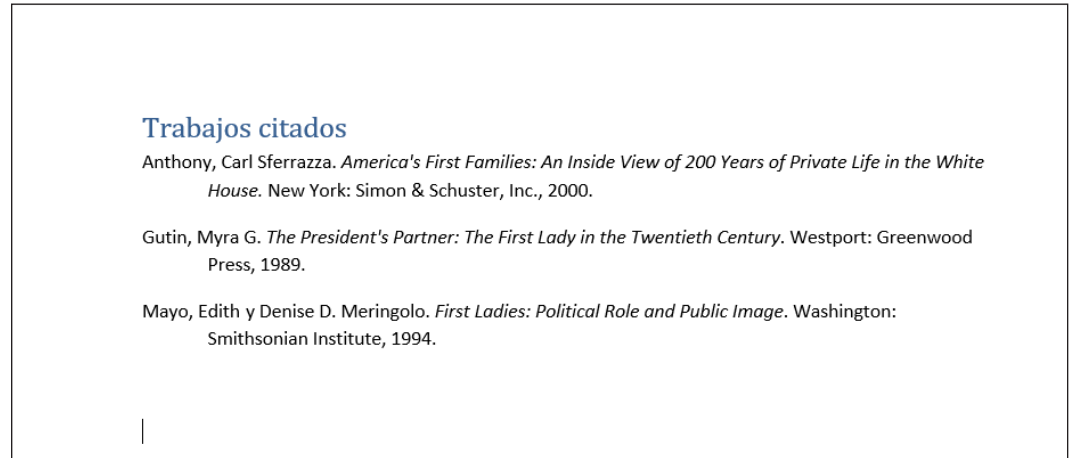 Trabajos citados
Anthony, Carl Sferrazza. America's First Families: An Inside View of 200 Years of Private Life in the White
House. New York: Simon & Schuster, Inc., 2000.
Gutin, Myra G. The President's Partner: The First Lady in the Twentieth Century. Westport: Greenwood
Press, 1989.
Mayo, Edith y Denise D. Meringolo. First Ladies: Political Role and Public Image. Washington:
Smithsonian Institute, 1994.